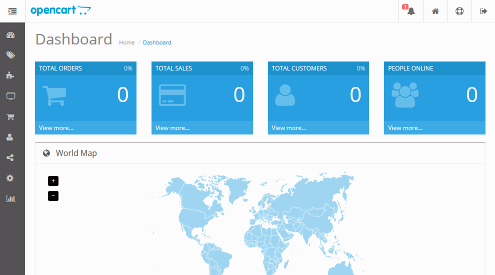 opencart
1
Dashboard Home / Dashboard
TOTAL ORDERS 0% TOTAL SALES 0% TOTAL CUSTOMERS 0% PEOPLE ONLINE
0 0 0 0
View more... View more... View more... View more...
World Map
+
−